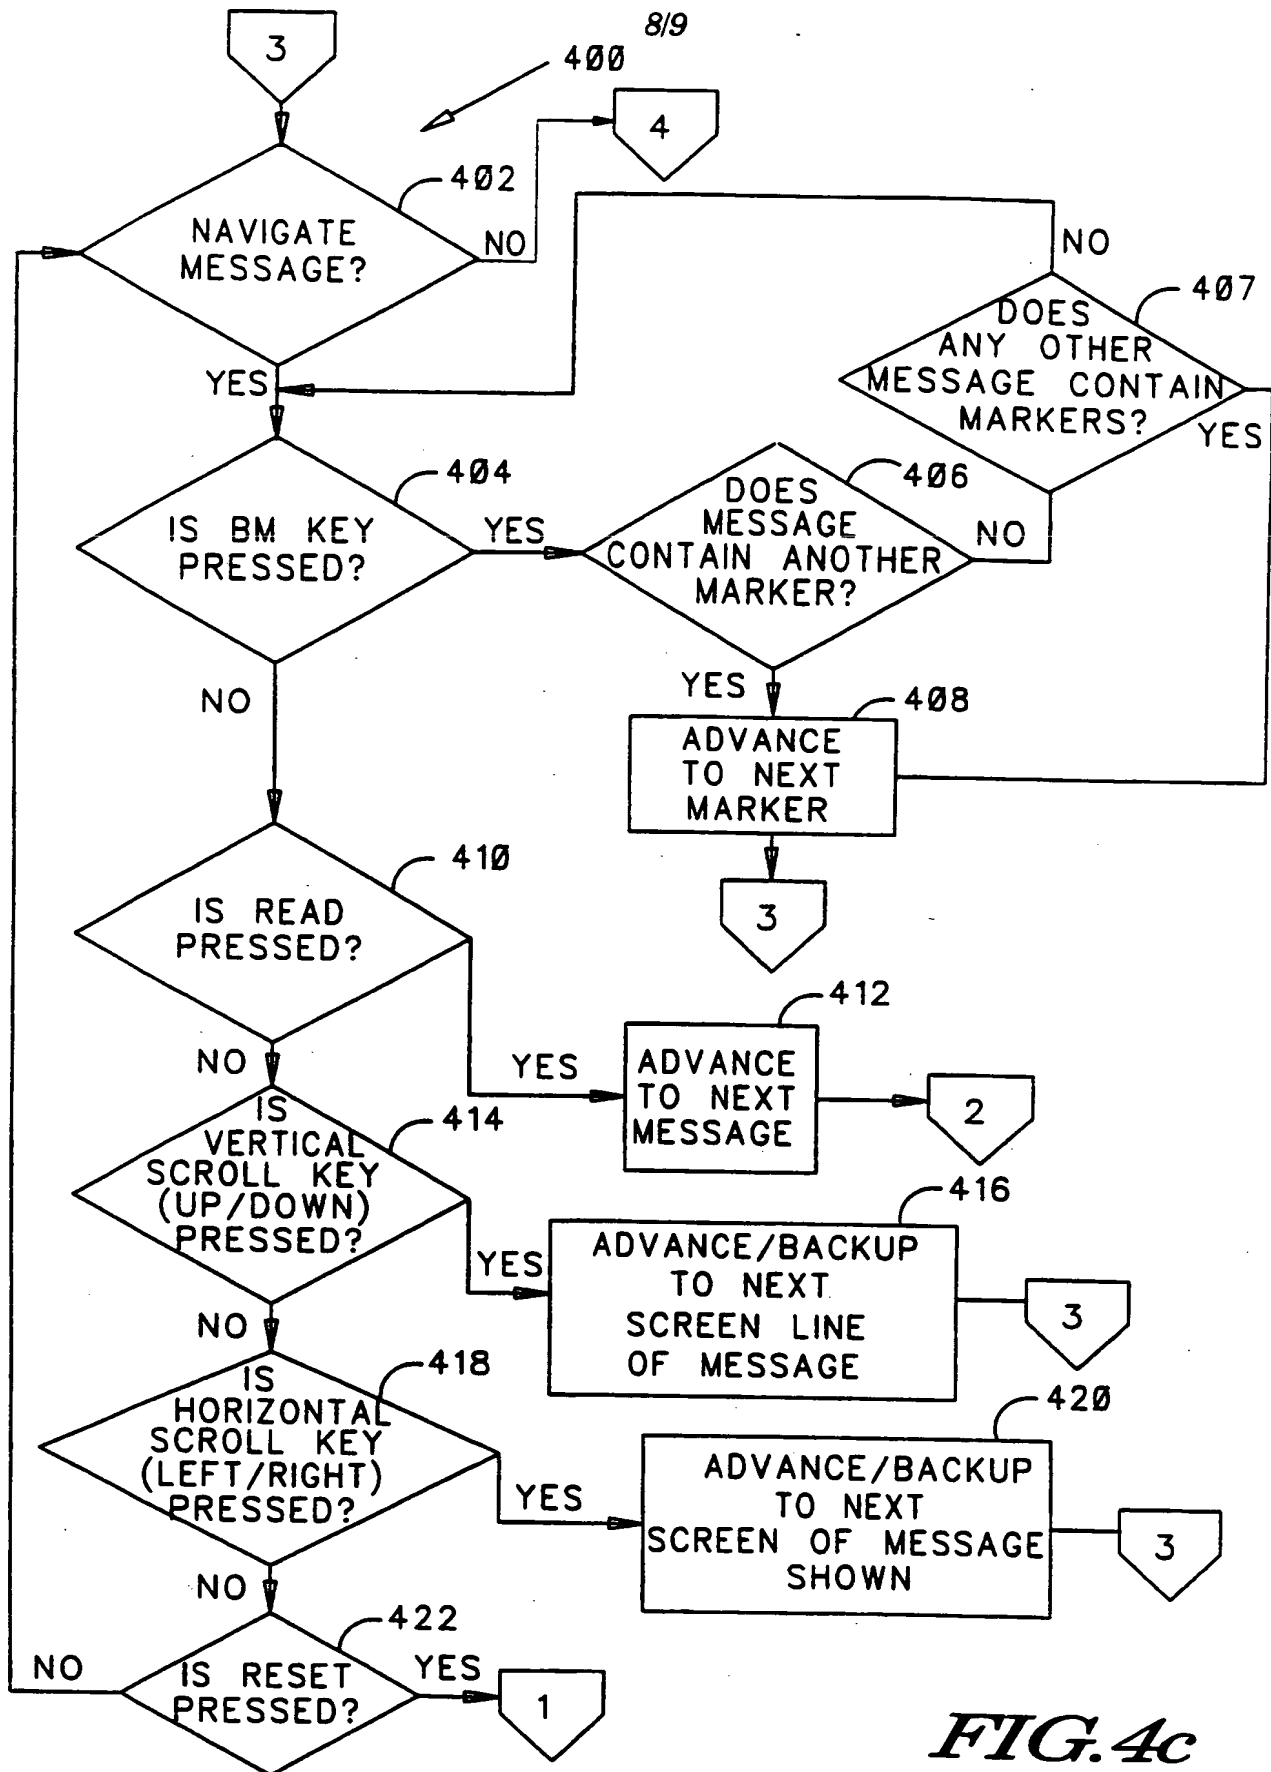 8/9
3
400
4
402
NAVIGATE
MESSAGE?
NO
YES
NO
407
DOES
ANY OTHER
MESSAGE CONTAIN
MARKERS?
YES
404
IS BM KEY
PRESSED?
YES
406
DOES
MESSAGE
CONTAIN ANOTHER
MARKER?
NO
YES
NO
408
ADVANCE
TO NEXT
MARKER
3
410
IS READ
PRESSED?
NO
YES
412
ADVANCE
TO NEXT
MESSAGE
2
414
IS
VERTICAL
SCROLL KEY
(UP/DOWN)
PRESSED?
YES
NO
416
ADVANCE/BACKUP
TO NEXT
SCREEN LINE
OF MESSAGE
3
418
IS
HORIZONTAL
SCROLL KEY
(LEFT/RIGHT)
PRESSED?
YES
NO
420
ADVANCE/BACKUP
TO NEXT
SCREEN OF MESSAGE
SHOWN
3
422
IS RESET
PRESSED?
NO
YES
1
FIG.4c